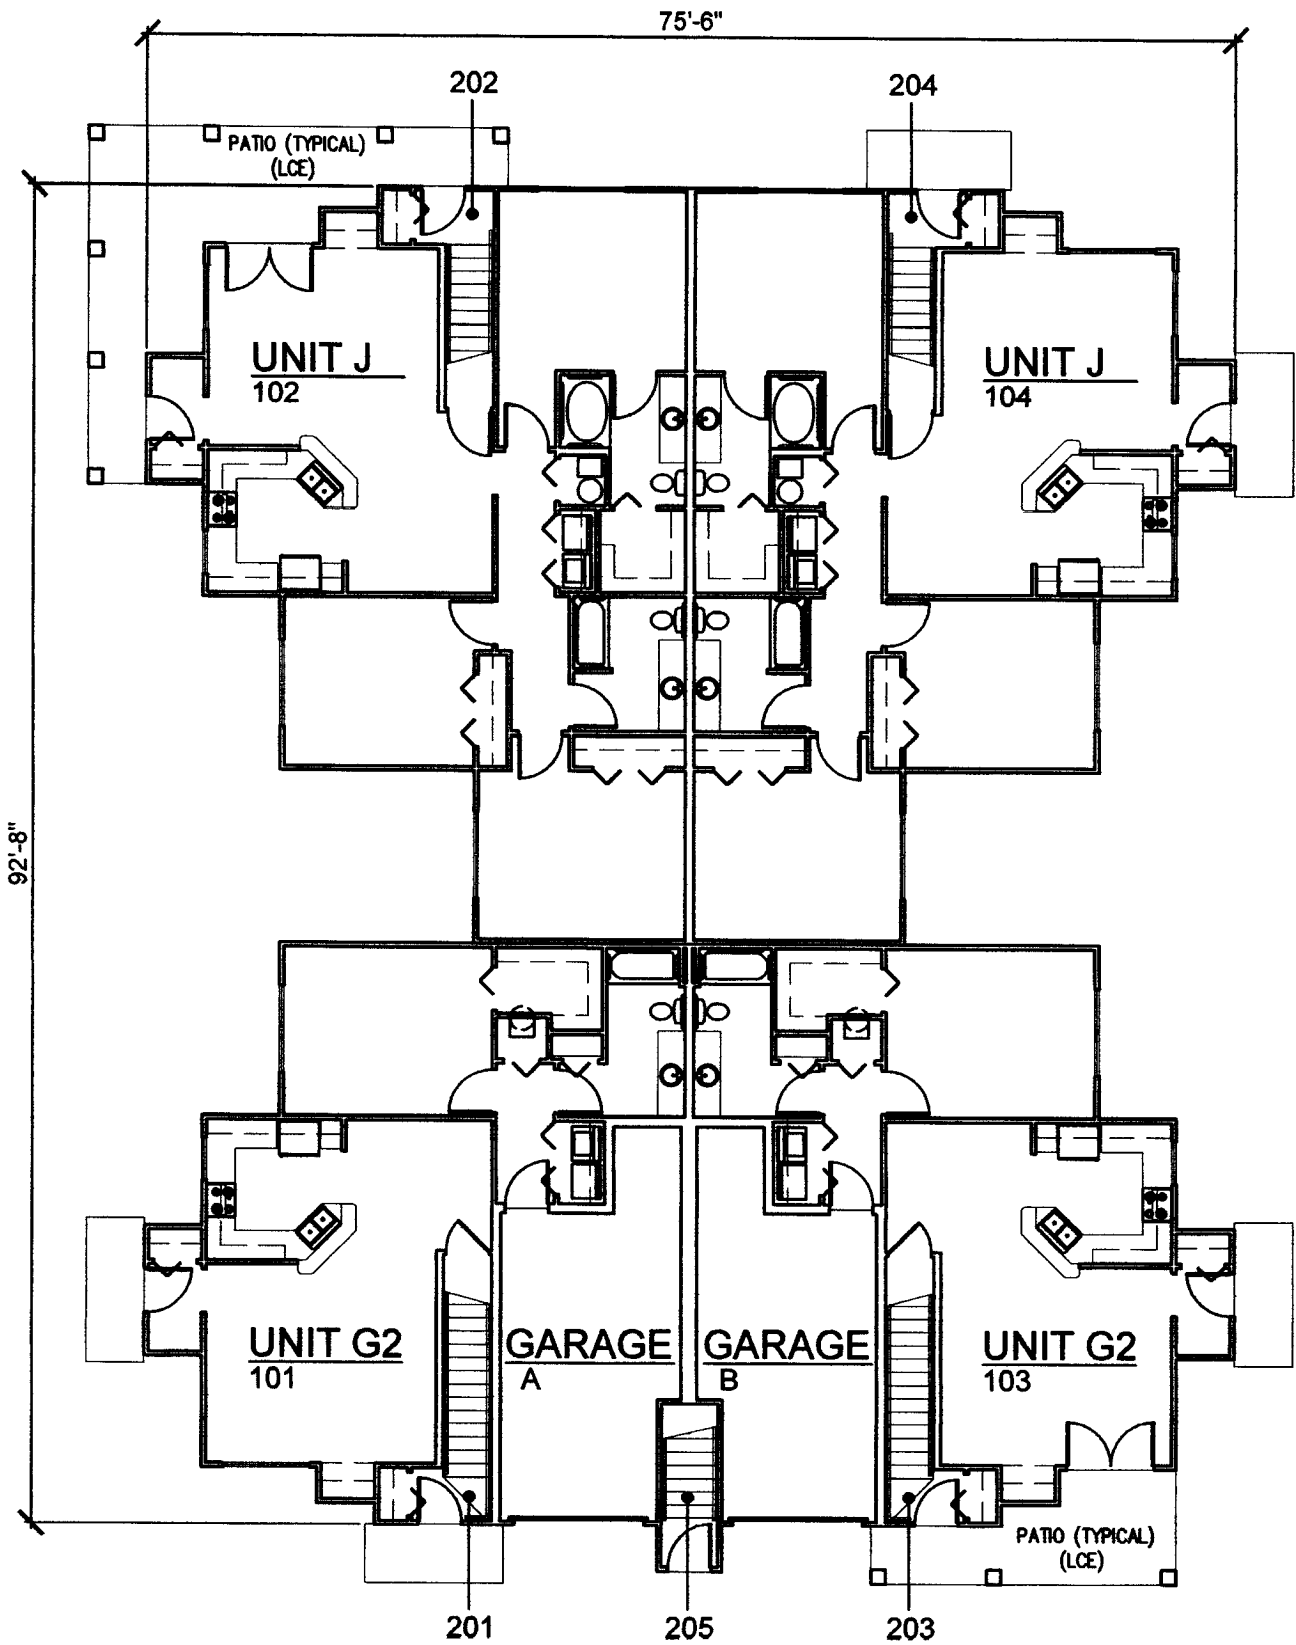 75'-6"
202
204
PATIO (TYPICAL)
(LCE)
UNIT J
102
UNIT J
104
92'-8"
UNIT G2
101
GARAGE
A
GARAGE
B
UNIT G2
103
PATIO (TYPICAL)
(LCE)
201
205
203